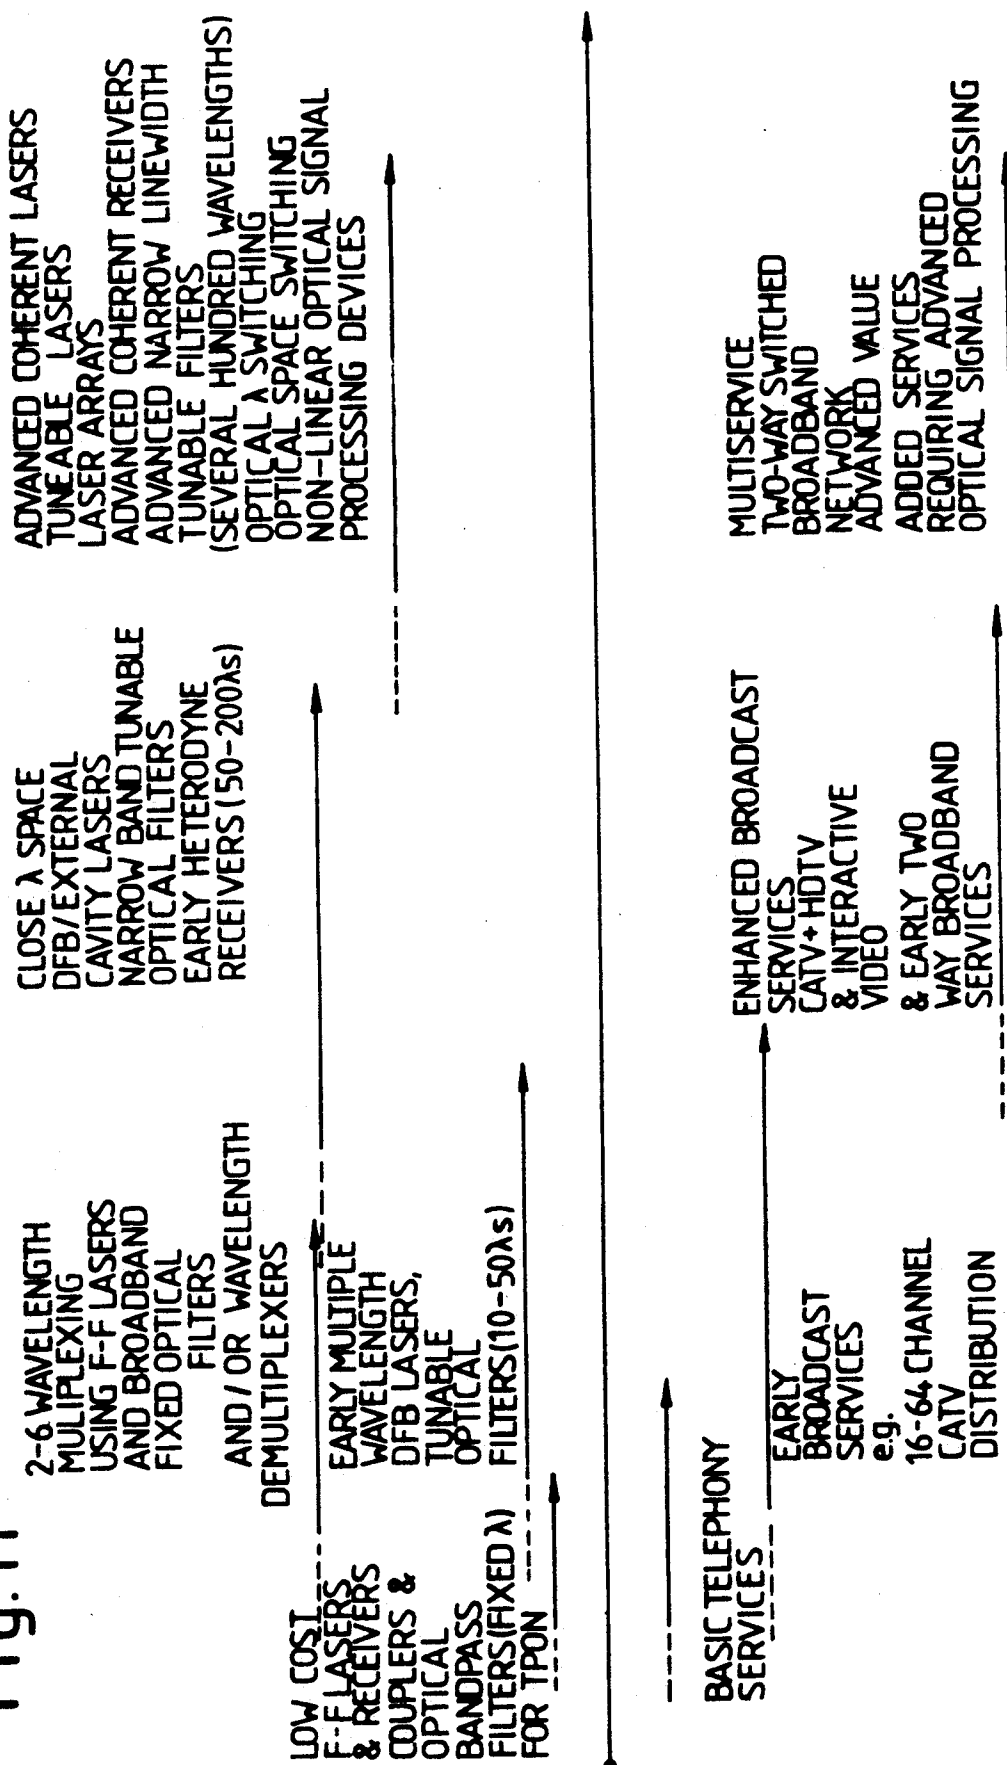 Fig. 11
LOW COST
F-F LASERS
& RECEIVERS
COUPLERS &
OPTICAL
BANDPASS
FILTERS(FIXED λ)
FOR TPON
2-6 WAVELENGTH
MULIPLEXING
USING F-F LASERS
AND BROADBAND
FIXED OPTICAL
FILTERS
AND/OR WAVELENGTH
DEMULTIPLEXERS
EARLY MULTIPLE
WAVELENGTH
DFB LASERS,
TUNABLE
OPTICAL
FILTERS(10-50λs)
CLOSE λ SPACE
DFB/EXTERNAL
CAVITY LASERS
NARROW BAND TUNABLE
OPTICAL FILTERS
EARLY HETERODYNE
RECEIVERS(50-200λs)
ADVANCED COHERENT LASERS
TUNEABLE LASERS
LASER ARRAYS
ADVANCED COHERENT RECEIVERS
ADVANCED NARROW LINEWIDTH
TUNABLE FILTERS
(SEVERAL HUNDRED WAVELENGTHS)
OPTICAL λ SWITCHING
OPTICAL SPACE SWITCHING
NON-LINEAR OPTICAL SIGNAL
PROCESSING DEVICES
BASIC TELEPHONY
SERVICES
EARLY
BROADCAST
SERVICES
e.g.
16-64 CHANNEL
CATV
DISTRIBUTION
ENHANCED BROADCAST
SERVICES
CATV+HDTV
& INTERACTIVE
VIDEO
& EARLY TWO
WAY BROADBAND
SERVICES
MULTISERVICE
TWO-WAY SWITCHED
BROADBAND
NETWORK
ADVANCED VALUE
ADDED SERVICES
REQUIRING ADVANCED
OPTICAL SIGNAL PROCESSING